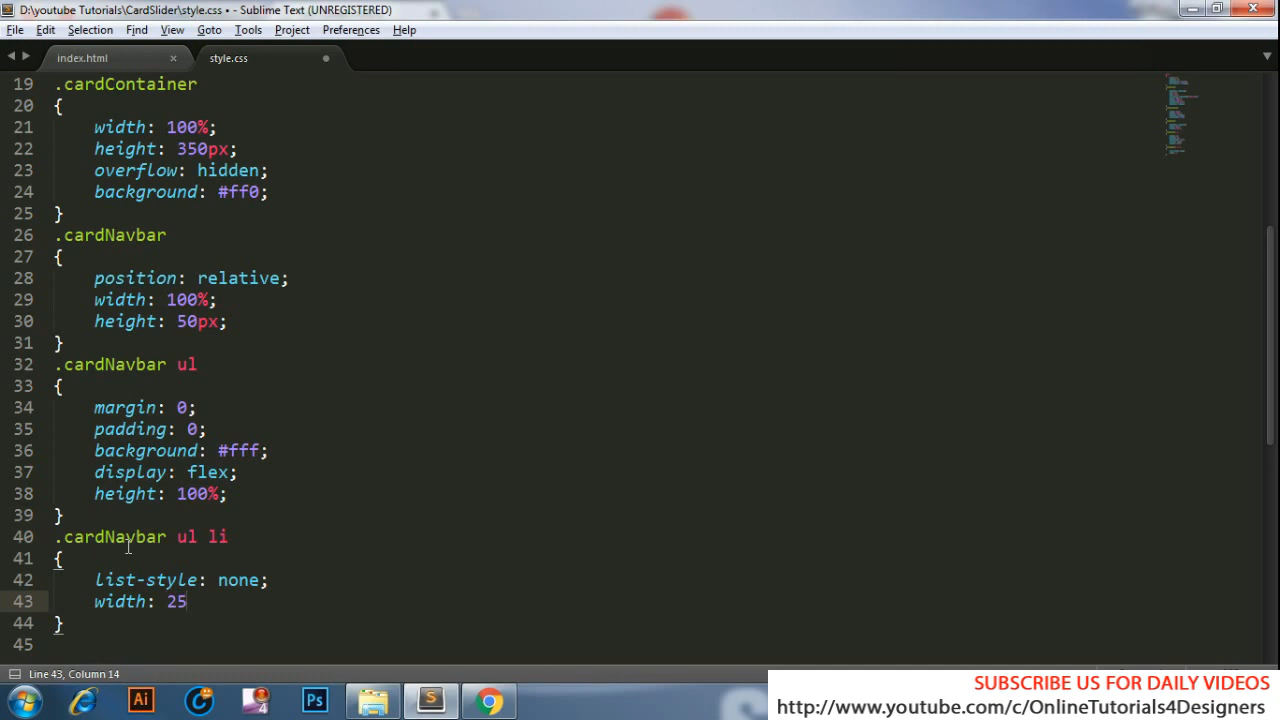 D:\youtube Tutorials\CardSlider\style.css • - Sublime Text (UNREGISTERED)
File Edit Selection Find View Goto Tools Project Preferences Help
index.html × style.css
19 .cardContainer
20 {
21 width: 100%;
22 height: 350px;
23 overflow: hidden;
24 background: #ff0;
25 }
26 .cardNavbar
27 {
28 position: relative;
29 width: 100%;
30 height: 50px;
31 }
32 .cardNavbar ul
33 {
34 margin: 0;
35 padding: 0;
36 background: #fff;
37 display: flex;
38 height: 100%;
39 }
40 .cardNavbar ul li
41 {
42 list-style: none;
43 width: 25
44 }
45
Line 43, Column 14
Ai Ps
SUBSCRIBE US FOR DAILY VIDEOS
http://www.youtube.com/c/OnlineTutorials4Designers